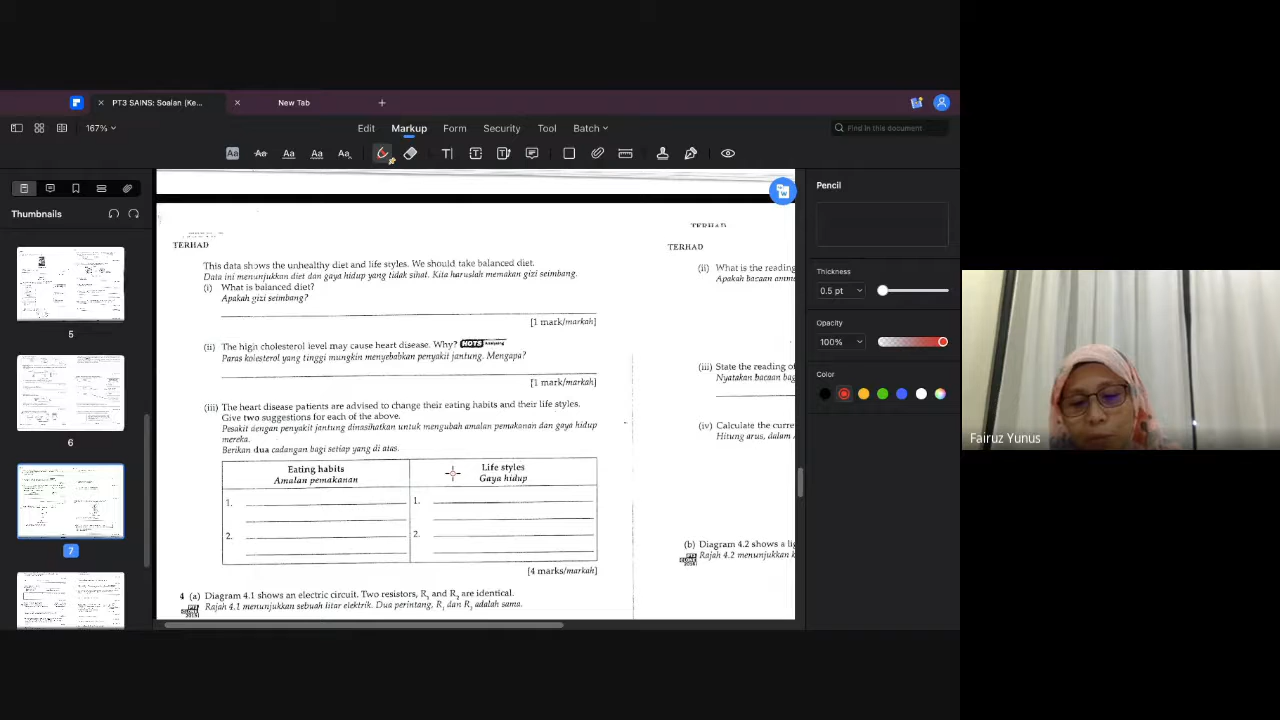 PT3 SAINS: Soalan (Ke...
New Tab
167%
Edit
Markup
Form
Security
Tool
Batch
Find in this document
Thumbnails
5
6
7
TERHAD
This data shows the unhealthy diet and life styles. We should take balanced diet.
Data ini menunjukkan diet dan gaya hidup yang tidak sihat. Kita haruslah memakan gizi seimbang.
(i) What is balanced diet?
Apakah gizi seimbang?
[1 mark/markah]
(ii) The high cholesterol level may cause heart disease. Why? HOTS
Paras kolesterol yang tinggi mungkin menyebabkan penyakit jantung. Mengapa?
[1 mark/markah]
(iii) The heart disease patients are advised to change their eating habits and their life styles.
Give two suggestions for each of the above.
Pesakit dengan penyakit jantung dinasihatkan untuk mengubah amalan pemakanan dan gaya hidup
mereka.
Berikan dua cadangan bagi setiap yang di atas.
Eating habits
Amalan pemakanan
Life styles
Gaya hidup
1.
2.
1.
2.
[4 marks/markah]
4 (a) Diagram 4.1 shows an electric circuit. Two resistors, R1 and R2 are identical.
Rajah 4.1 menunjukkan sebuah litar elektrik. Dua perintang, R1 dan R2 adalah sama.
TERHAD
TERHAD
(ii) What is the reading
Apakah bacaan amm
(iii) State the reading of
Nyatakan bacaan bag
(iv) Calculate the curre
Hitung arus, dalam
(b) Diagram 4.2 shows a lig
Rajah 4.2 menunjukkan
Pencil
Thickness
0.5 pt
Opacity
100%
Color
Fairuz Yunus